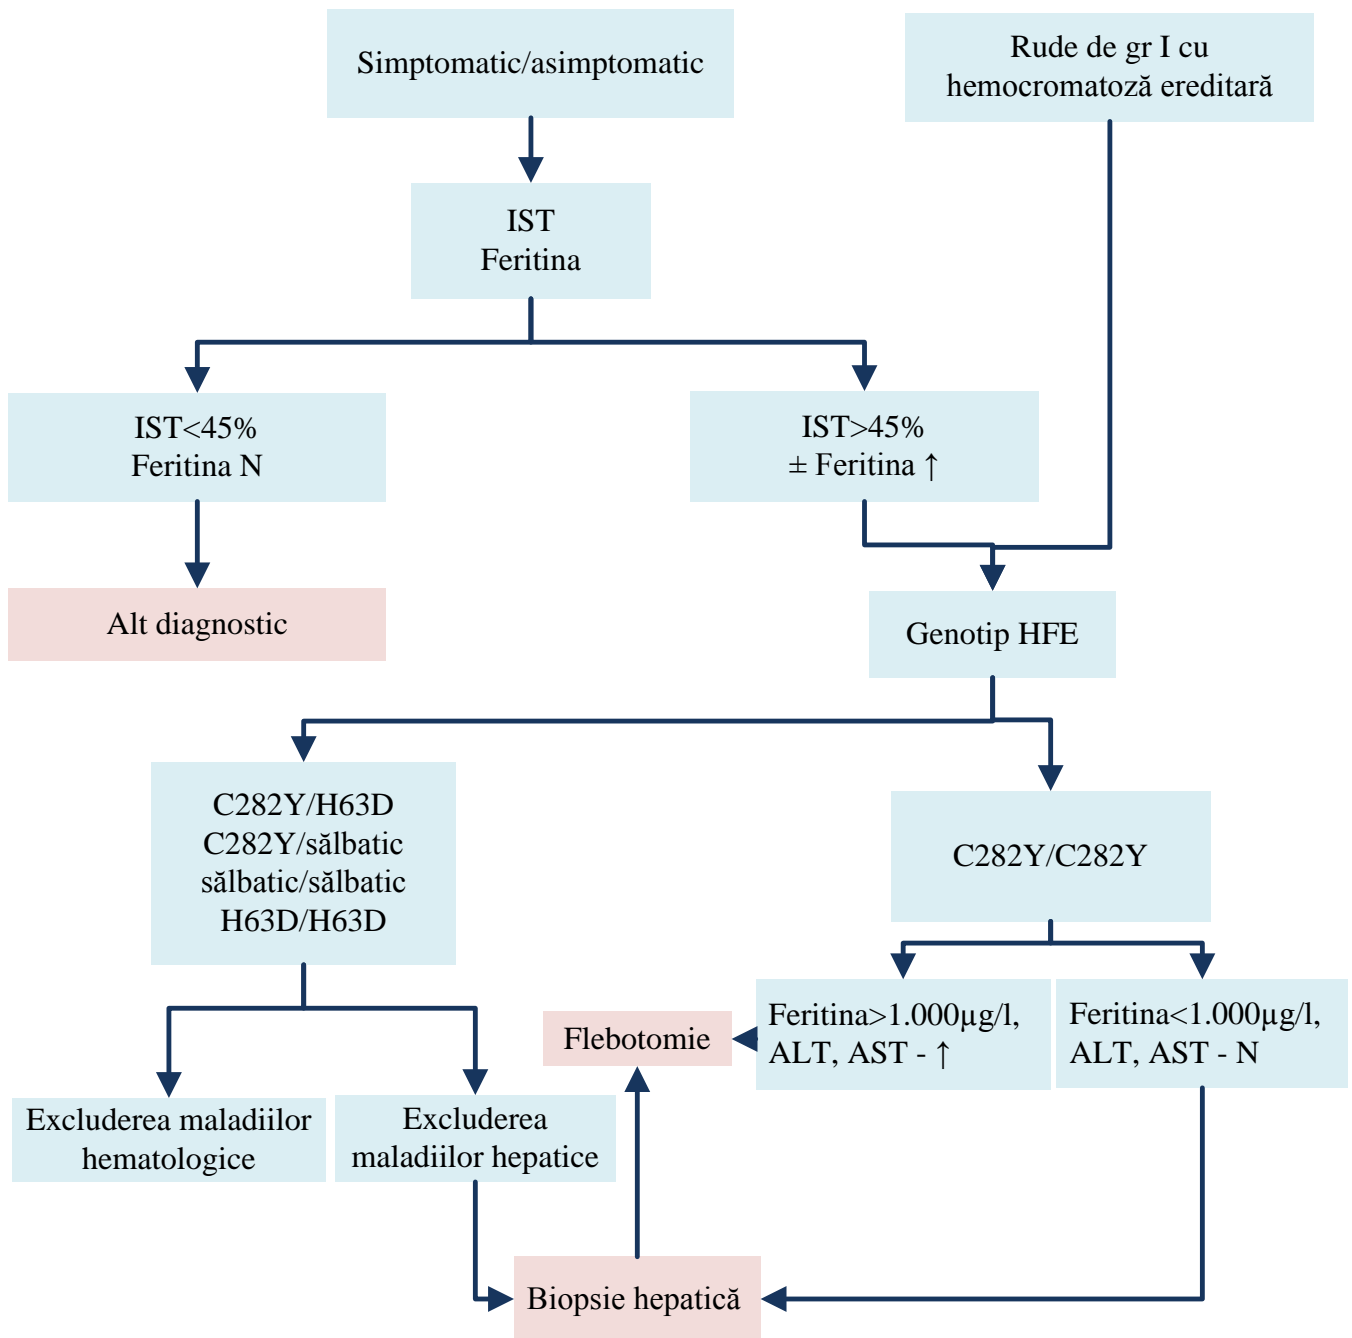 Simptomatic/asimptomatic
Rude de gr I cu
hemocromatoză ereditară
IST
Feritina
IST<45%
Feritina N
IST>45%
± Feritina ↑
Alt diagnostic
Genotip HFE
C282Y/H63D
C282Y/sălbatic
sălbatic/sălbatic
H63D/H63D
C282Y/C282Y
Feritina>1.000µg/l,
ALT, AST - ↑
Feritina<1.000µg/l,
ALT, AST - N
Flebotomie
Excluderea maladiilor
hematologice
Excluderea
maladiilor hepatice
Biopsie hepatică